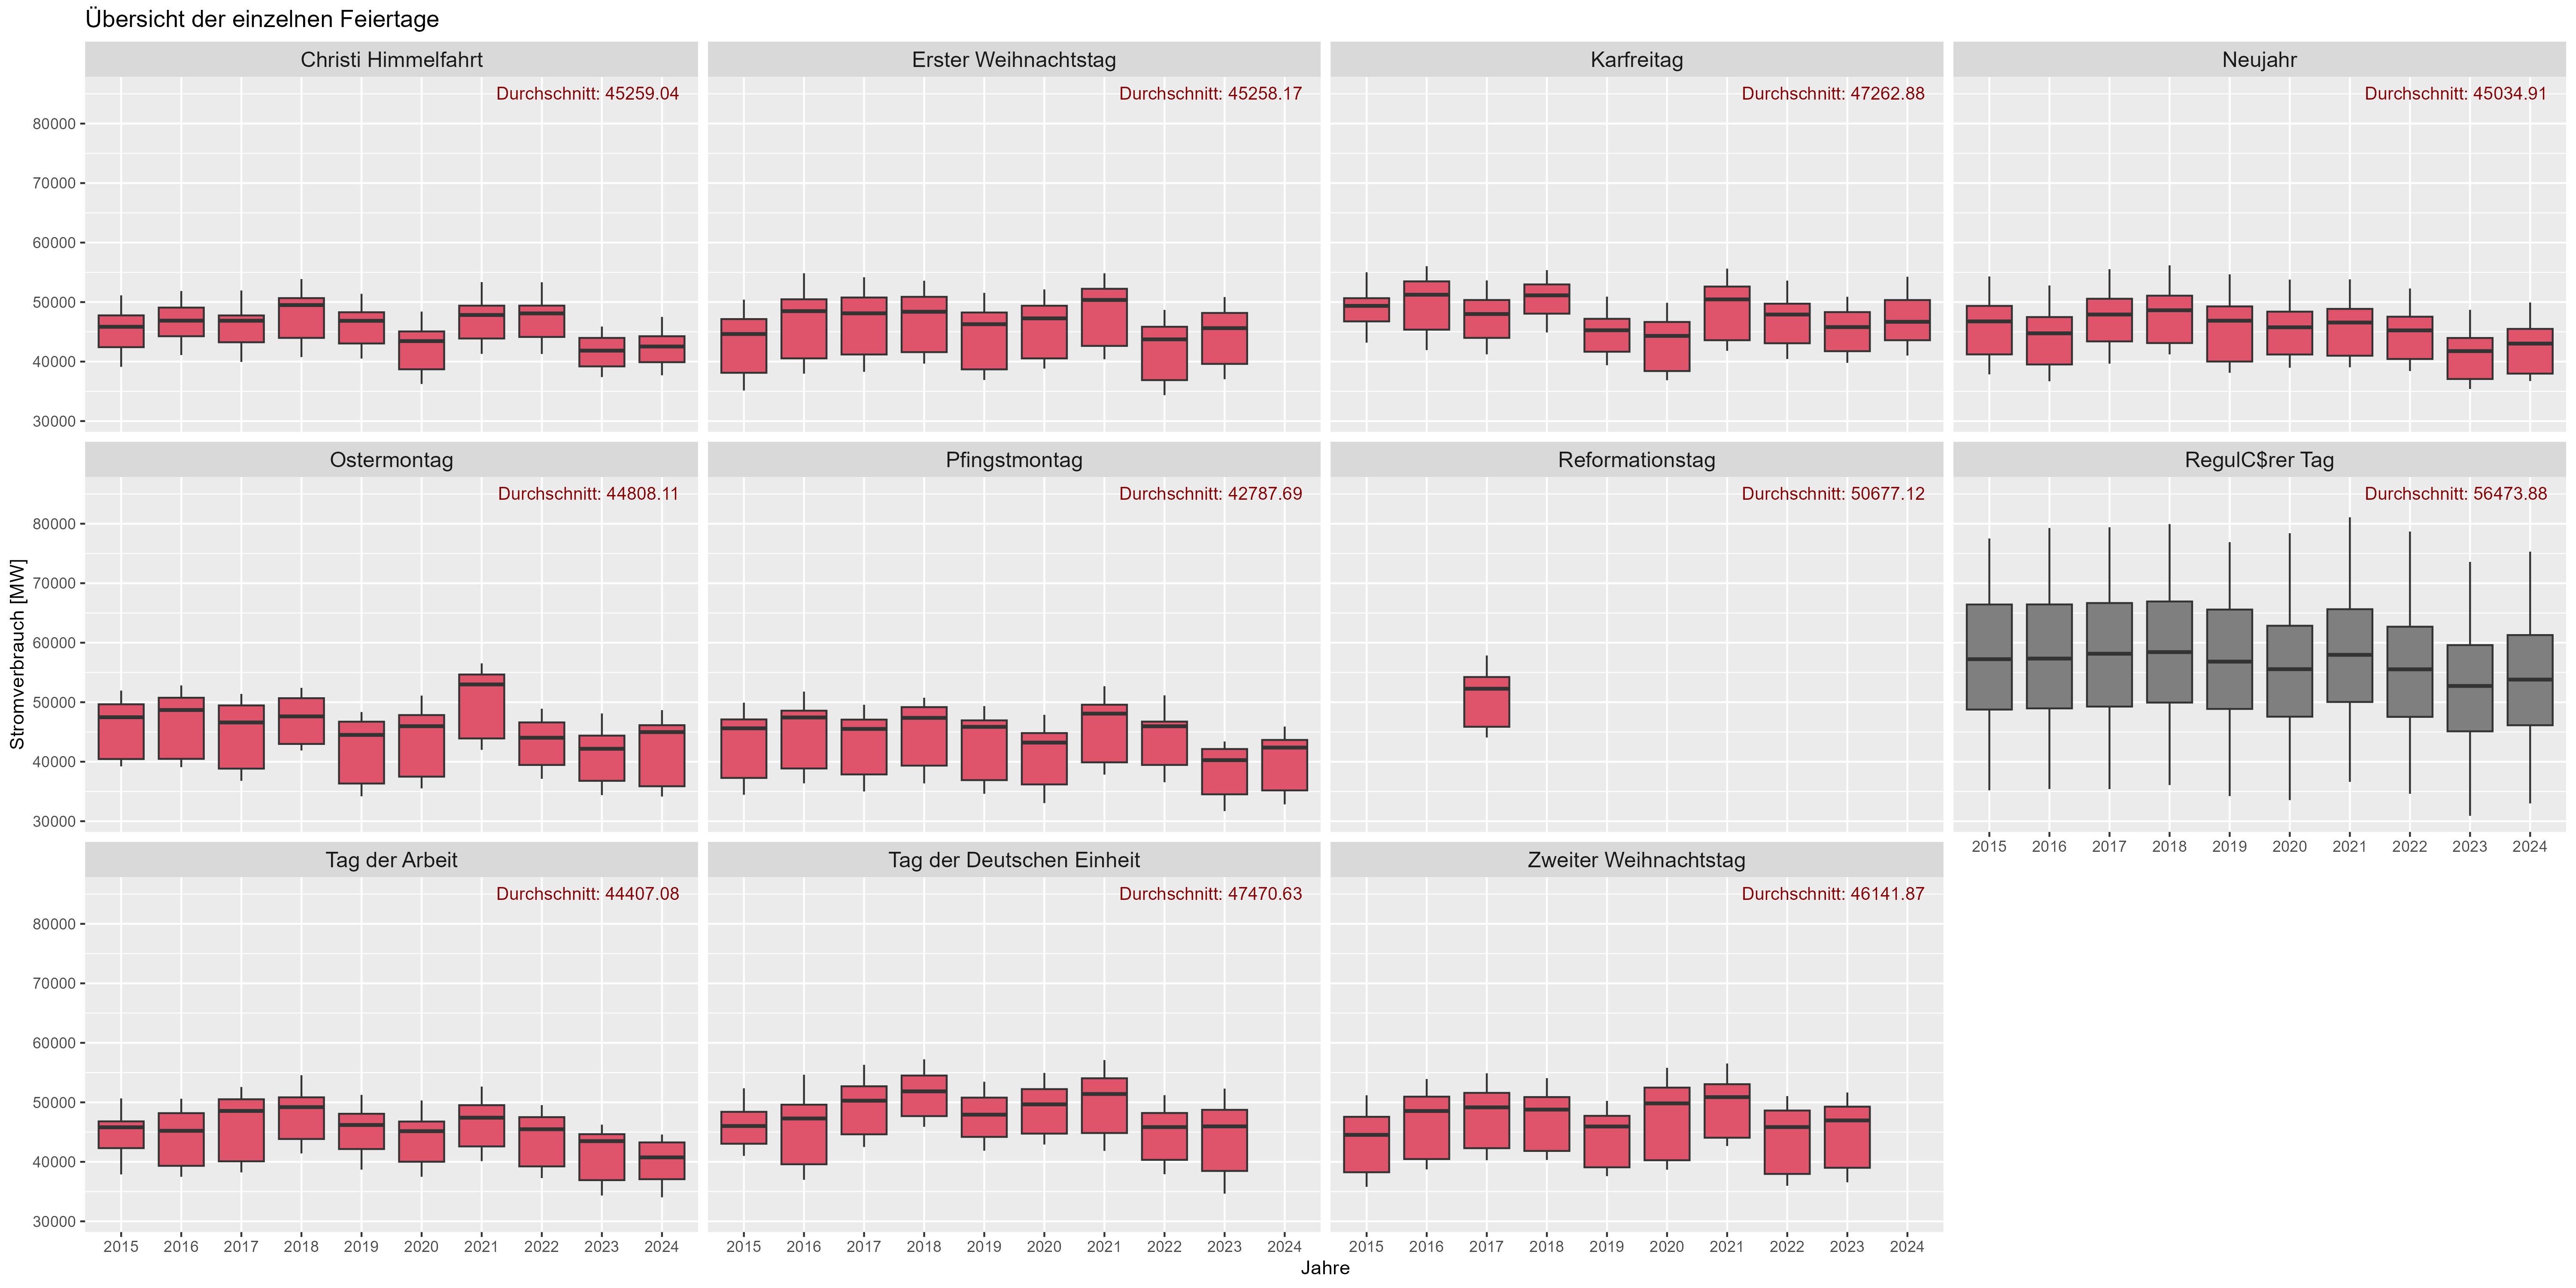 Übersicht der einzelnen Feiertage
Christi Himmelfahrt
Erster Weihnachtstag
Karfreitag
Neujahr
Durchschnitt: 45259.04
Durchschnitt: 45258.17
Durchschnitt: 47262.88
Durchschnitt: 45034.91
80000
70000
60000
50000
40000
30000
Ostermontag
Pfingstmontag
Reformationstag
RegulC$rer Tag
Durchschnitt: 44808.11
Durchschnitt: 42787.69
Durchschnitt: 50677.12
Durchschnitt: 56473.88
80000
70000
60000
50000
40000
30000
Stromverbrauch [MW]
2015 2016 2017 2018 2019 2020 2021 2022 2023 2024
Tag der Arbeit
Tag der Deutschen Einheit
Zweiter Weihnachtstag
Durchschnitt: 44407.08
Durchschnitt: 47470.63
Durchschnitt: 46141.87
80000
70000
60000
50000
40000
30000
2015 2016 2017 2018 2019 2020 2021 2022 2023 2024
2015 2016 2017 2018 2019 2020 2021 2022 2023 2024
2015 2016 2017 2018 2019 2020 2021 2022 2023 2024
Jahre